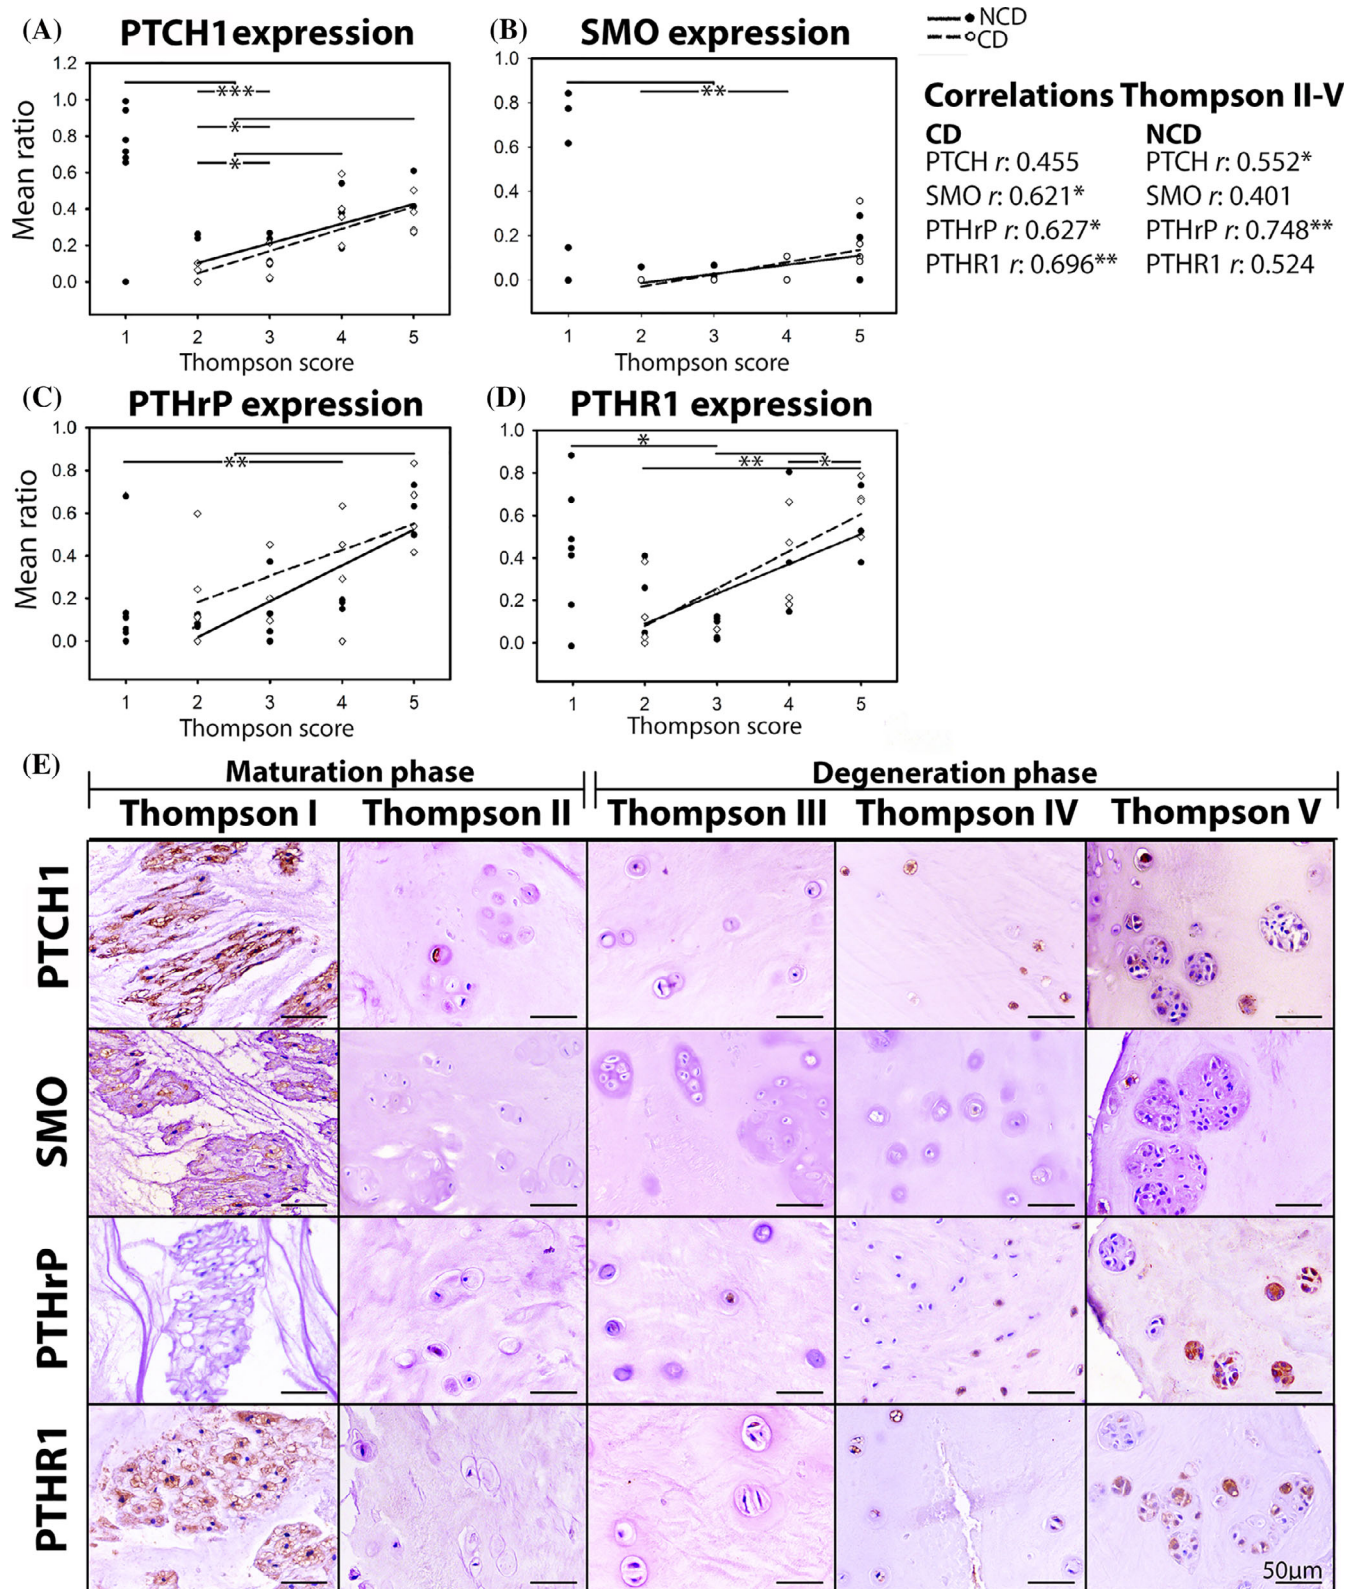 (A) PTCH1 expression
1.2
1.0
0.8
0.6
0.4
0.2
0.0
Mean ratio
***
*
*
1 2 3 4 5
Thompson score
(B) SMO expression
1.0
0.8
0.6
0.4
0.2
0.0
**
1 2 3 4 5
Thompson score
NCD
CD
Correlations Thompson II-V
CD NCD
PTCH r: 0.455 PTCH r: 0.552*
SMO r: 0.621* SMO r: 0.401
PTHrP r: 0.627* PTHrP r: 0.748**
PTHR1 r: 0.696** PTHR1 r: 0.524
(C) PTHrP expression
1.0
0.8
0.6
0.4
0.2
0.0
Mean ratio
**
1 2 3 4 5
Thompson score
(D) PTHR1 expression
1.0
0.8
0.6
0.4
0.2
0.0
*
** *
1 2 3 4 5
Thompson score
(E)
Maturation phase Degeneration phase
Thompson I Thompson II Thompson III Thompson IV Thompson V
PTCH1
SMO
PTHrP
PTHR1
50µm